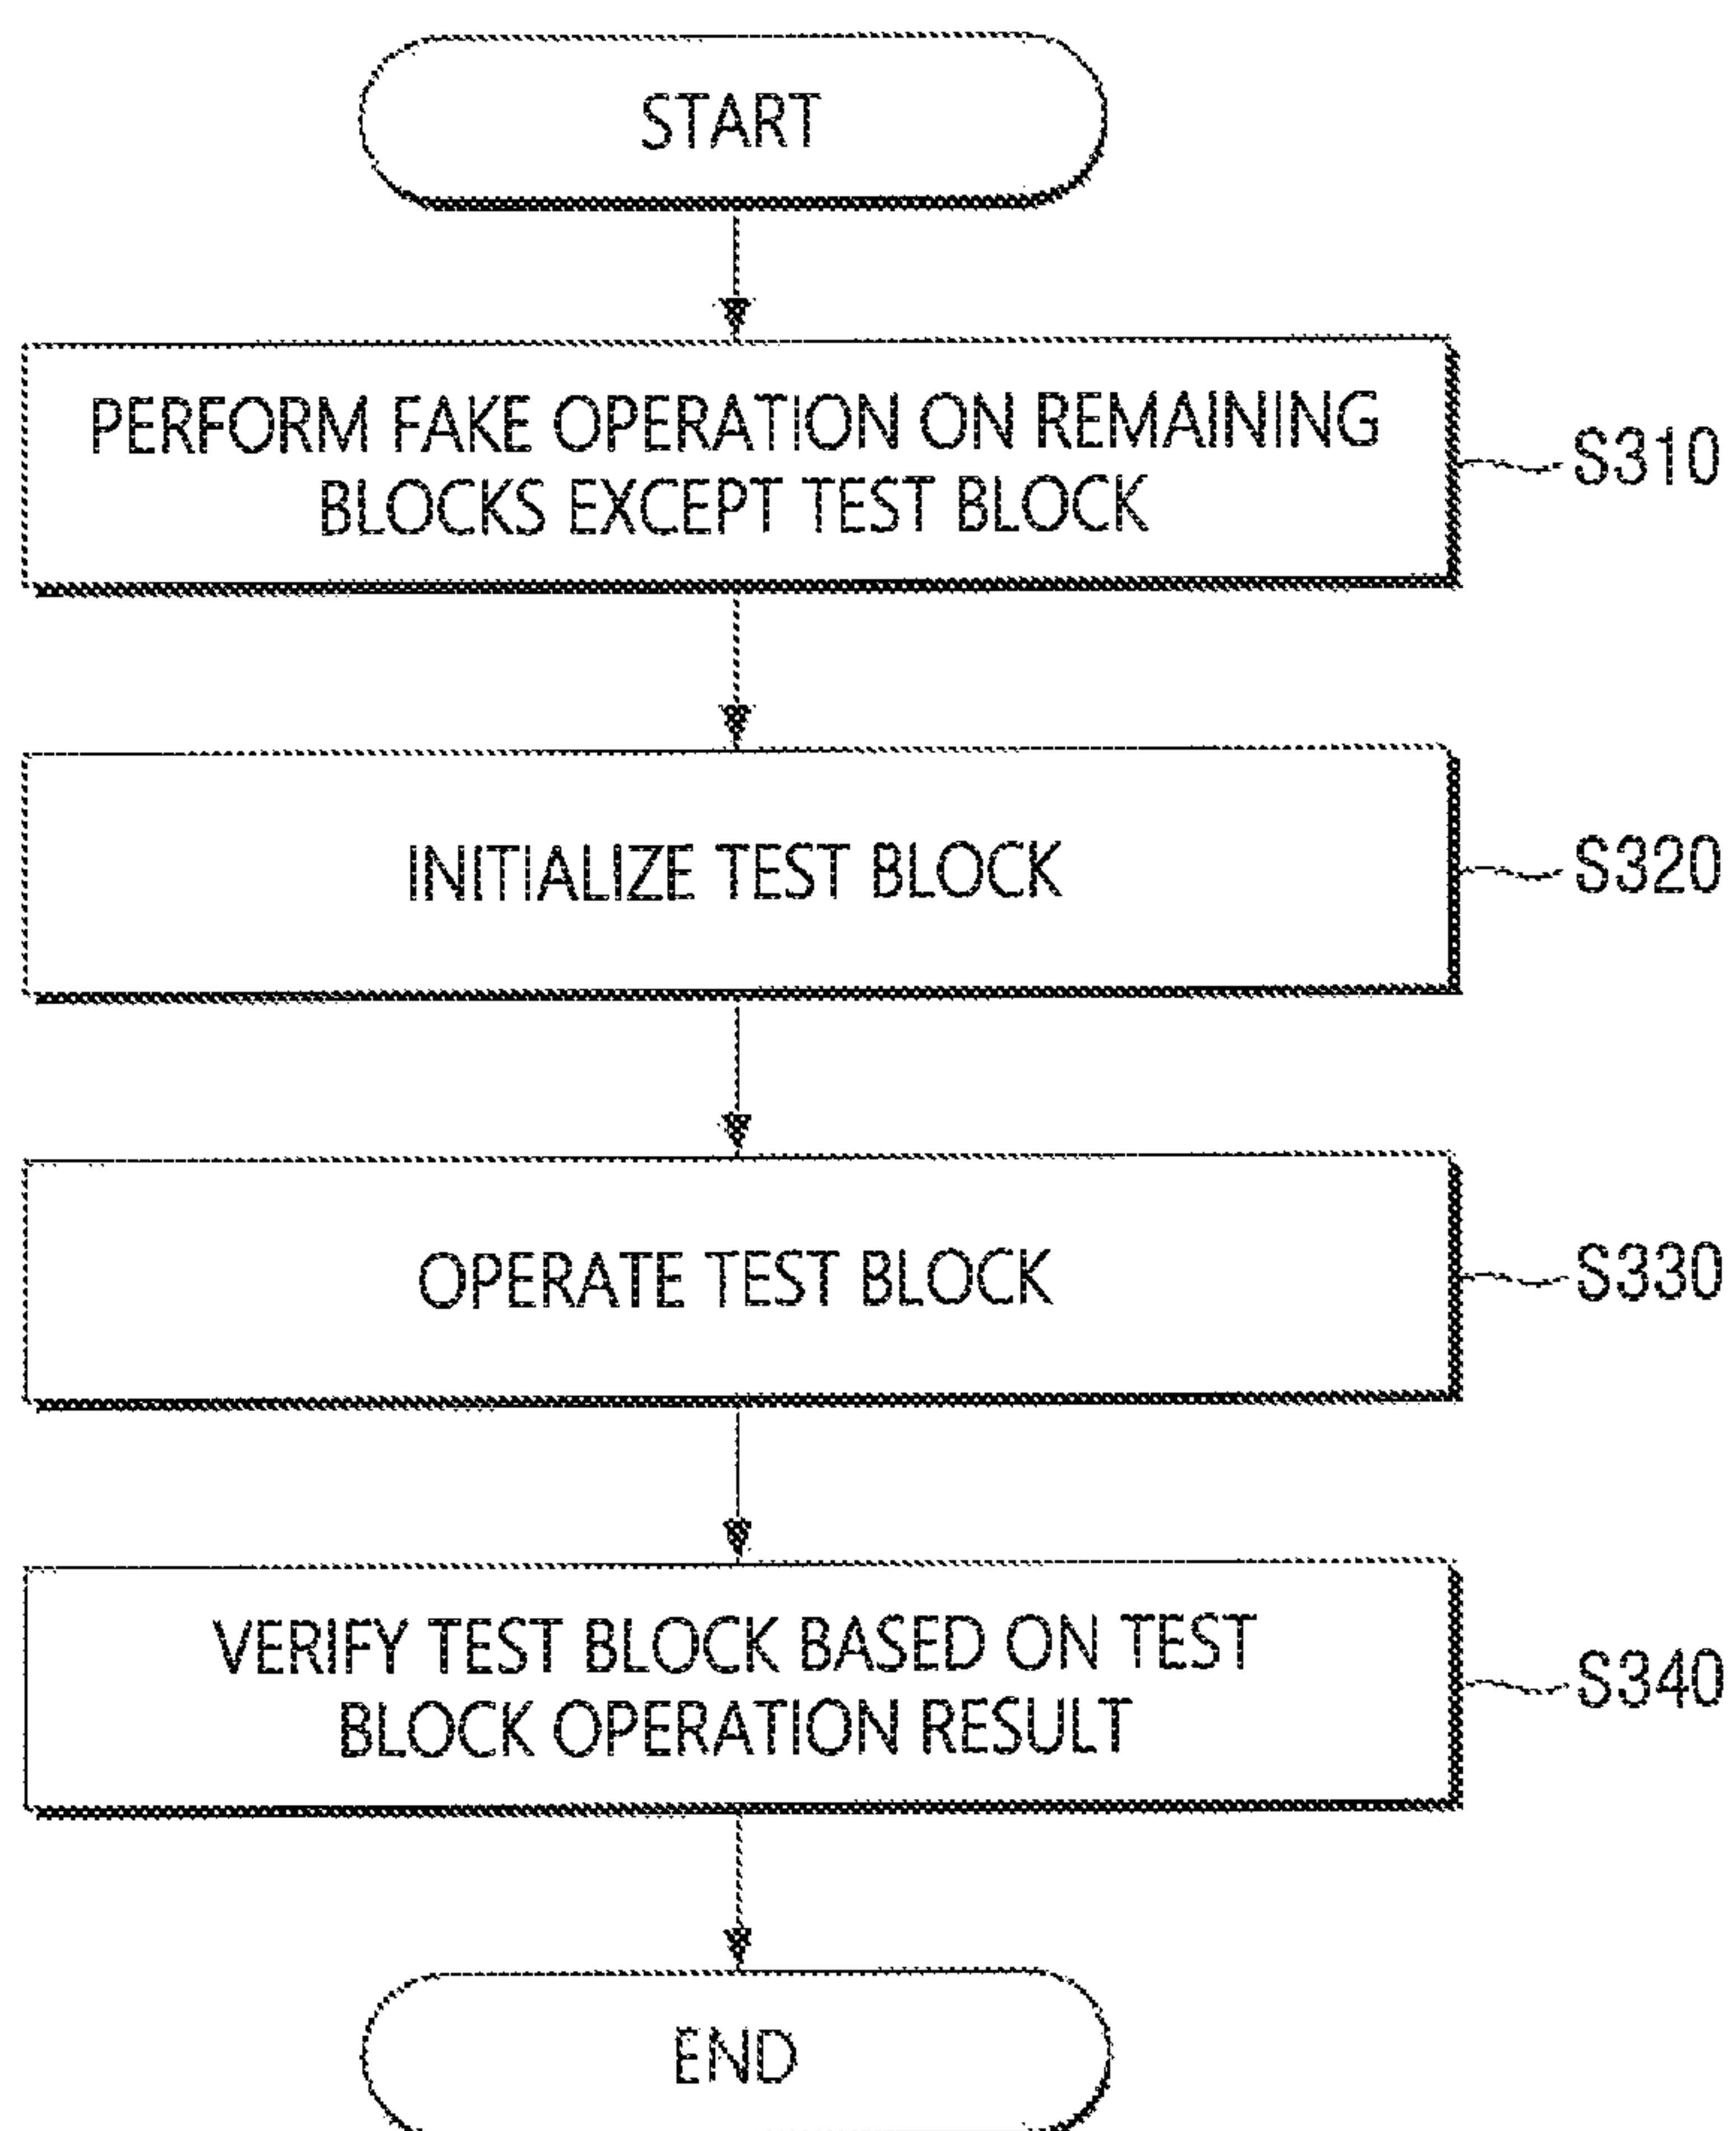 START
PERFORM FAKE OPERATION ON REMAINING
BLOCKS EXCEPT TEST BLOCK
S310
INITIALIZE TEST BLOCK
S320
OPERATE TEST BLOCK
S330
VERIFY TEST BLOCK BASED ON TEST
BLOCK OPERATION RESULT
S340
END